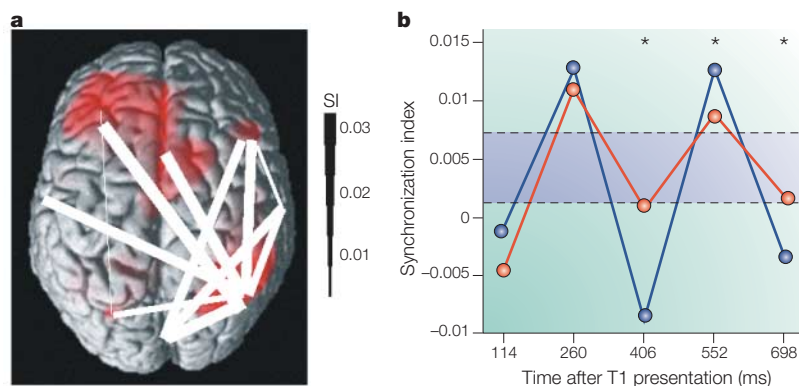 a
SI
0.03
0.02
0.01
b
Synchronization index
0.015
0.01
0.005
0
–0.005
–0.01
* * *
114 260 406 552 698
Time after T1 presentation (ms)